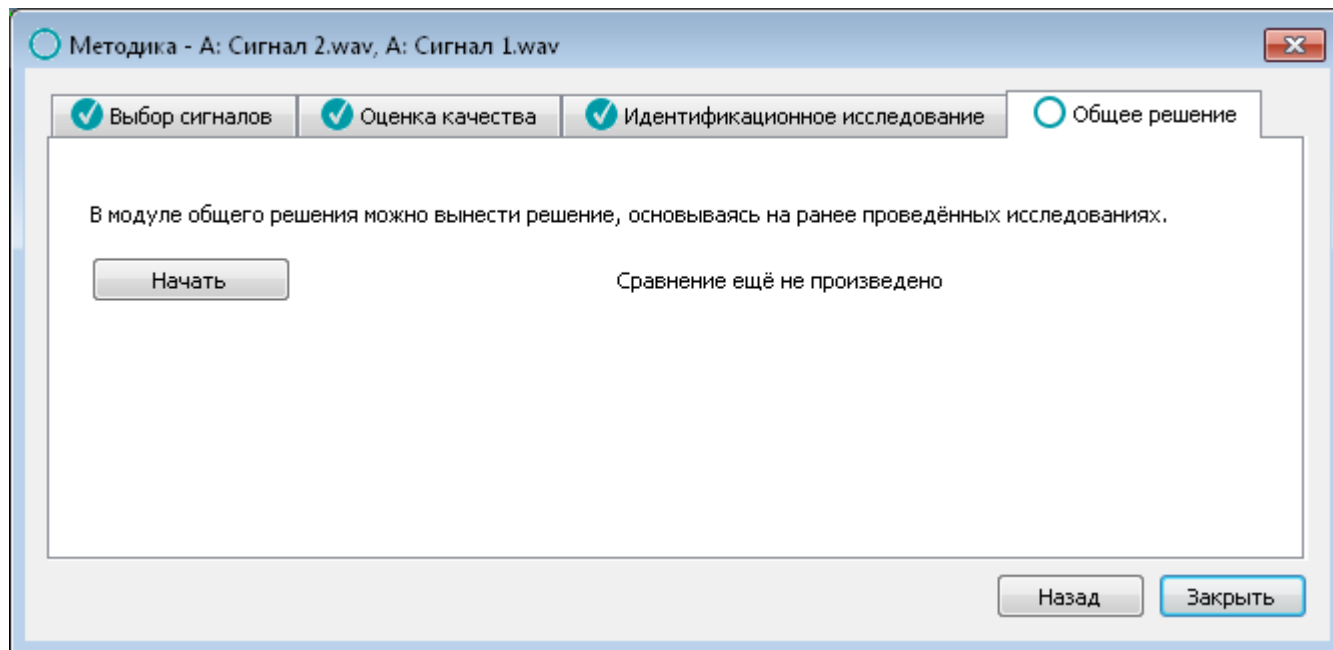 Методика - А: Сигнал 2.wav, А: Сигнал 1.wav
Выбор сигналов
Оценка качества
Идентификационное исследование
Общее решение
В модуле общего решения можно вынести решение, основываясь на ранее проведённых исследованиях.
Начать
Сравнение ещё не произведено
Назад
Закрыть